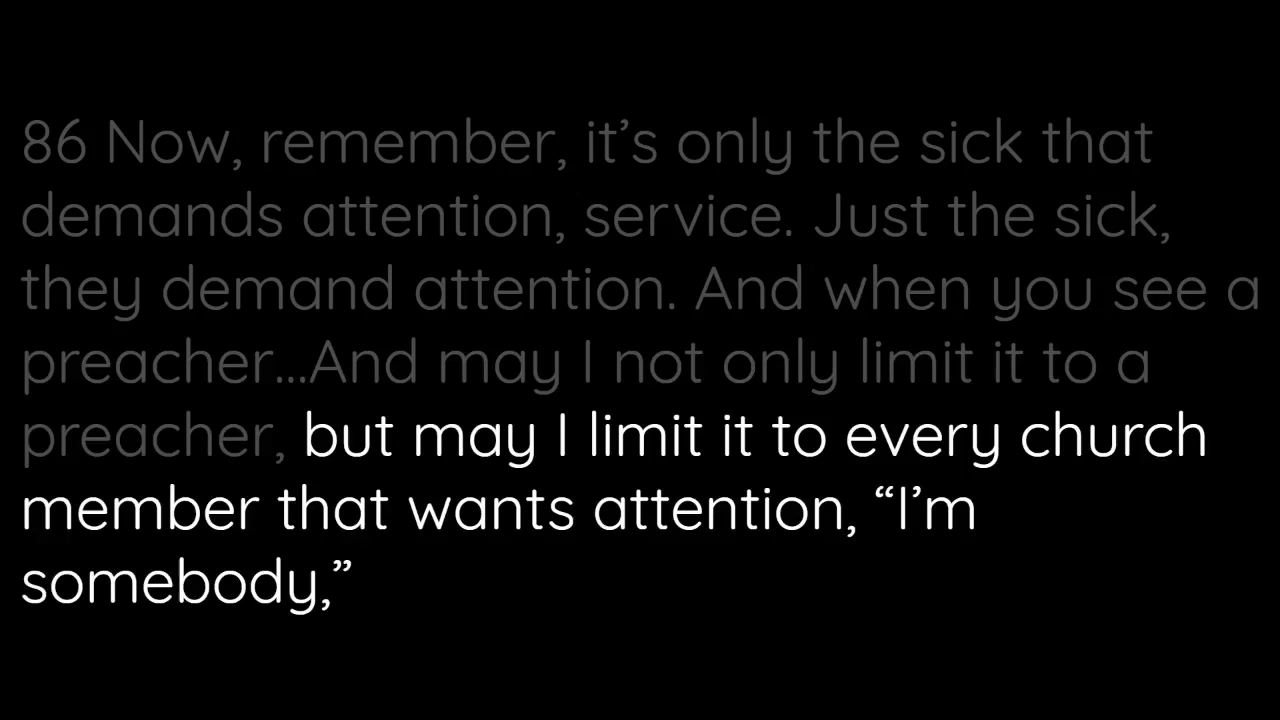 86 Now, remember, it’s only the sick that
demands attention, service. Just the sick,
they demand attention. And when you see a
preacher...And may I not only limit it to a
preacher, but may I limit it to every church
member that wants attention, “I’m
somebody,”